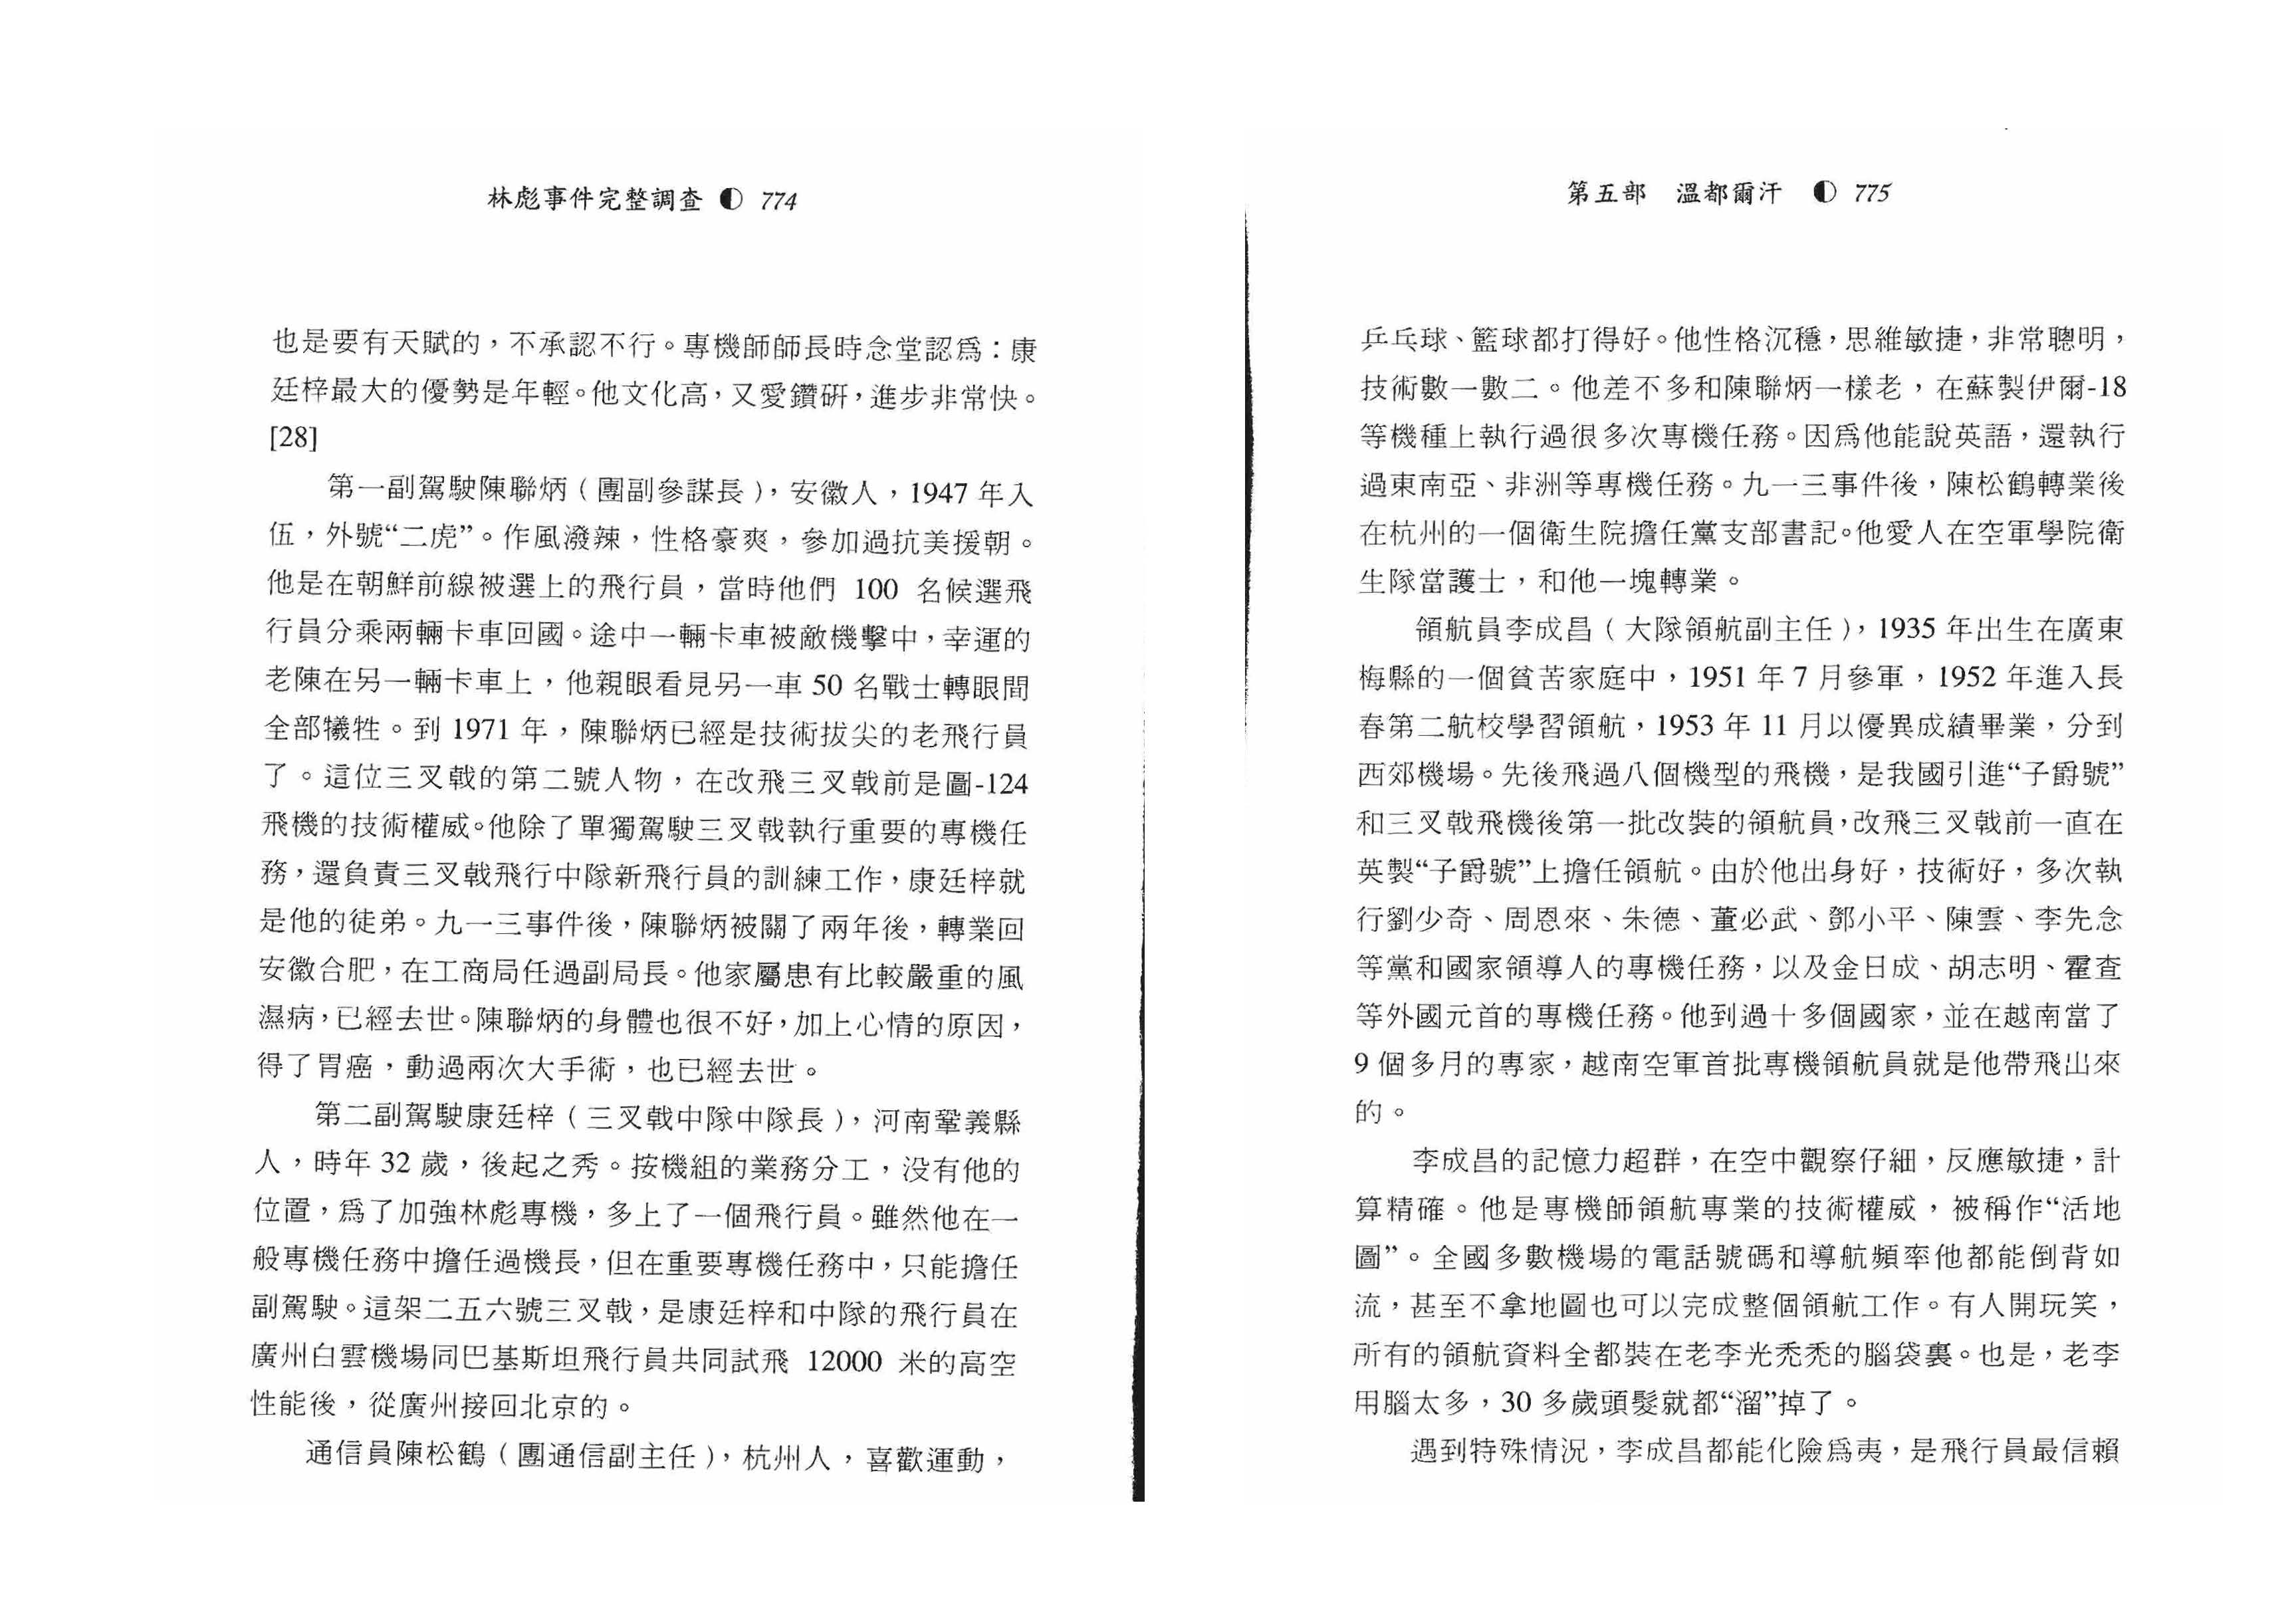 林彪事件完整調查 ◐ 774
也是要有天賦的，不承認不行。專機師師長時念堂認爲：康
廷梓最大的優勢是年輕。他文化高，又愛鑽研，進步非常快。
[28]
第一副駕駛陳聯炳（團副參謀長），安徽人，1947 年入
伍，外號“二虎”。作風潑辣，性格豪爽，參加過抗美援朝。
他是在朝鮮前線被選上的飛行員，當時他們 100 名候選飛
行員分乘兩輛卡車回國。途中一輛卡車被敵機擊中，幸運的
老陳在另一輛卡車上，他親眼看見另一車 50 名戰士轉眼間
全部犧牲。到 1971 年，陳聯炳已經是技術拔尖的老飛行員
了。這位三叉戟的第二號人物，在改飛三叉戟前是圖-124
飛機的技術權威。他除了單獨駕駛三叉戟執行重要的專機任
務，還負責三叉戟飛行中隊新飛行員的訓練工作，康廷梓就
是他的徒弟。九一三事件後，陳聯炳被關了兩年後，轉業回
安徽合肥，在工商局任過副局長。他家屬患有比較嚴重的風
濕病，已經去世。陳聯炳的身體也很不好，加上心情的原因，
得了胃癌，動過兩次大手術，也已經去世。
第二副駕駛康廷梓（三叉戟中隊中隊長），河南鞏義縣
人，時年 32 歲，後起之秀。按機組的業務分工，没有他的
位置，爲了加強林彪專機，多上了一個飛行員。雖然他在一
般專機任務中擔任過機長，但在重要專機任務中，只能擔任
副駕駛。這架二五六號三叉戟，是康廷梓和中隊的飛行員在
廣州白雲機場同巴基斯坦飛行員共同試飛 12000 米的高空
性能後，從廣州接回北京的。
通信員陳松鶴（團通信副主任），杭州人，喜歡運動，
第五部 溫都爾汗 ◐ 775
乒乓球、籃球都打得好。他性格沉穩，思維敏捷，非常聰明，
技術數一數二。他差不多和陳聯炳一樣老，在蘇製伊爾-18
等機種上執行過很多次專機任務。因爲他能說英語，還執行
過東南亞、非洲等專機任務。九一三事件後，陳松鶴轉業後
在杭州的一個衛生院擔任黨支部書記。他愛人在空軍學院衛
生隊當護士，和他一塊轉業。
領航員李成昌（大隊領航副主任），1935 年出生在廣東
梅縣的一個貧苦家庭中，1951 年 7 月參軍，1952 年進入長
春第二航校學習領航，1953 年 11 月以優異成績畢業，分到
西郊機場。先後飛過八個機型的飛機，是我國引進“子爵號”
和三叉戟飛機後第一批改裝的領航員，改飛三叉戟前一直在
英製“子爵號”上擔任領航。由於他出身好，技術好，多次執
行劉少奇、周恩來、朱德、董必武、鄧小平、陳雲、李先念
等黨和國家領導人的專機任務，以及金日成、胡志明、霍查
等外國元首的專機任務。他到過十多個國家，並在越南當了
9 個多月的專家，越南空軍首批專機領航員就是他帶飛出來
的。
李成昌的記憶力超群，在空中觀察仔細，反應敏捷，計
算精確。他是專機師領航專業的技術權威，被稱作“活地
圖”。全國多數機場的電話號碼和導航頻率他都能倒背如
流，甚至不拿地圖也可以完成整個領航工作。有人開玩笑，
所有的領航資料全都裝在老李光禿禿的腦袋裏。也是，老李
用腦太多，30 多歲頭髮就都“溜”掉了。
遇到特殊情況，李成昌都能化險爲夷，是飛行員最信賴